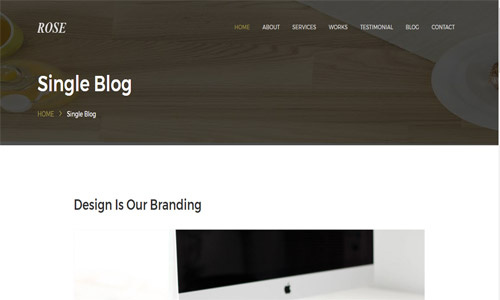 ROSE
HOME ABOUT SERVICES WORKS TESTIMONIAL BLOG CONTACT
Single Blog
HOME > Single Blog
Design Is Our Branding